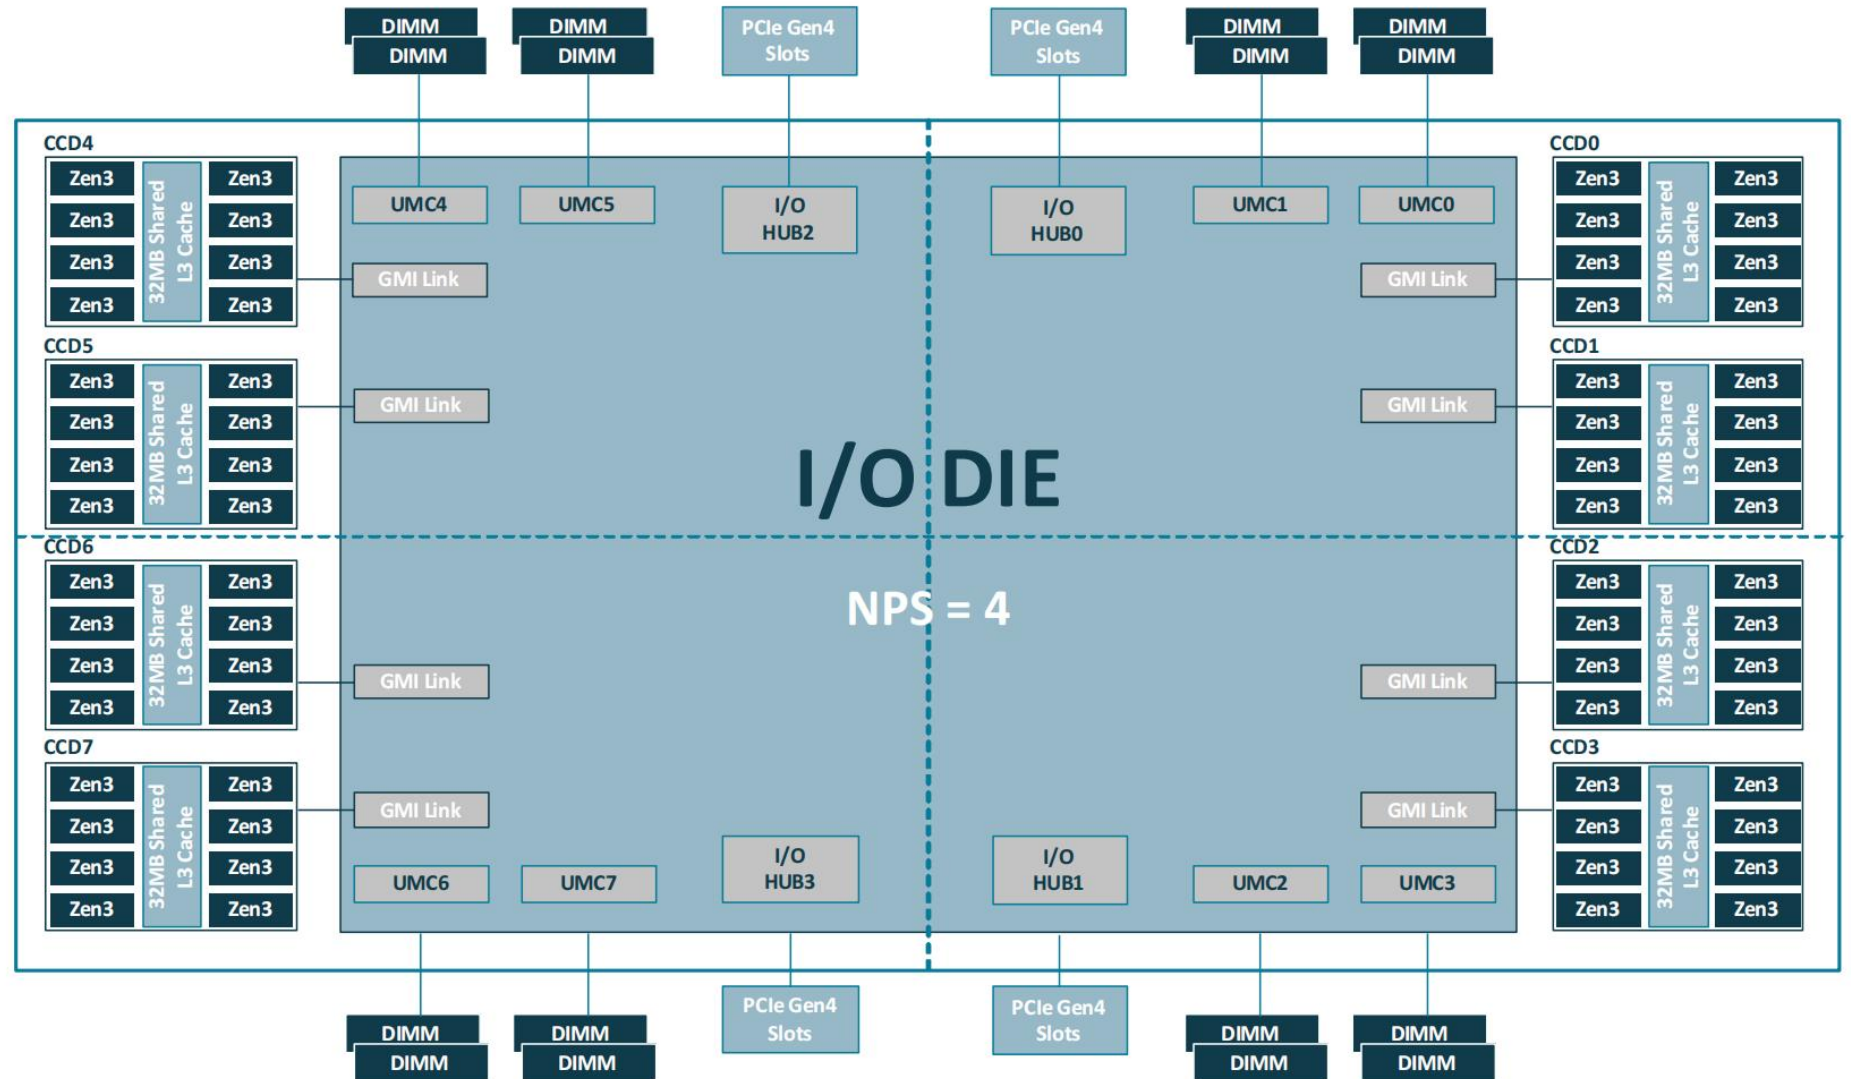 DIMM
DIMM
DIMM
DIMM
PCIe Gen4
Slots
PCIe Gen4
Slots
DIMM
DIMM
DIMM
DIMM
CCD4
Zen3
Zen3
Zen3
Zen3
32MB Shared
L3 Cache
Zen3
Zen3
Zen3
Zen3
CCD5
Zen3
Zen3
Zen3
Zen3
32MB Shared
L3 Cache
Zen3
Zen3
Zen3
Zen3
CCD6
Zen3
Zen3
Zen3
Zen3
32MB Shared
L3 Cache
Zen3
Zen3
Zen3
Zen3
CCD7
Zen3
Zen3
Zen3
Zen3
32MB Shared
L3 Cache
Zen3
Zen3
Zen3
Zen3
UMC4
UMC5
I/O
HUB2
I/O
HUB0
UMC1
UMC0
GMI Link
GMI Link
GMI Link
GMI Link
I/O DIE
NPS = 4
GMI Link
GMI Link
GMI Link
GMI Link
UMC6
UMC7
I/O
HUB3
I/O
HUB1
UMC2
UMC3
CCD0
Zen3
Zen3
Zen3
Zen3
32MB Shared
L3 Cache
Zen3
Zen3
Zen3
Zen3
CCD1
Zen3
Zen3
Zen3
Zen3
32MB Shared
L3 Cache
Zen3
Zen3
Zen3
Zen3
CCD2
Zen3
Zen3
Zen3
Zen3
32MB Shared
L3 Cache
Zen3
Zen3
Zen3
Zen3
CCD3
Zen3
Zen3
Zen3
Zen3
32MB Shared
L3 Cache
Zen3
Zen3
Zen3
Zen3
DIMM
DIMM
DIMM
DIMM
PCIe Gen4
Slots
PCIe Gen4
Slots
DIMM
DIMM
DIMM
DIMM